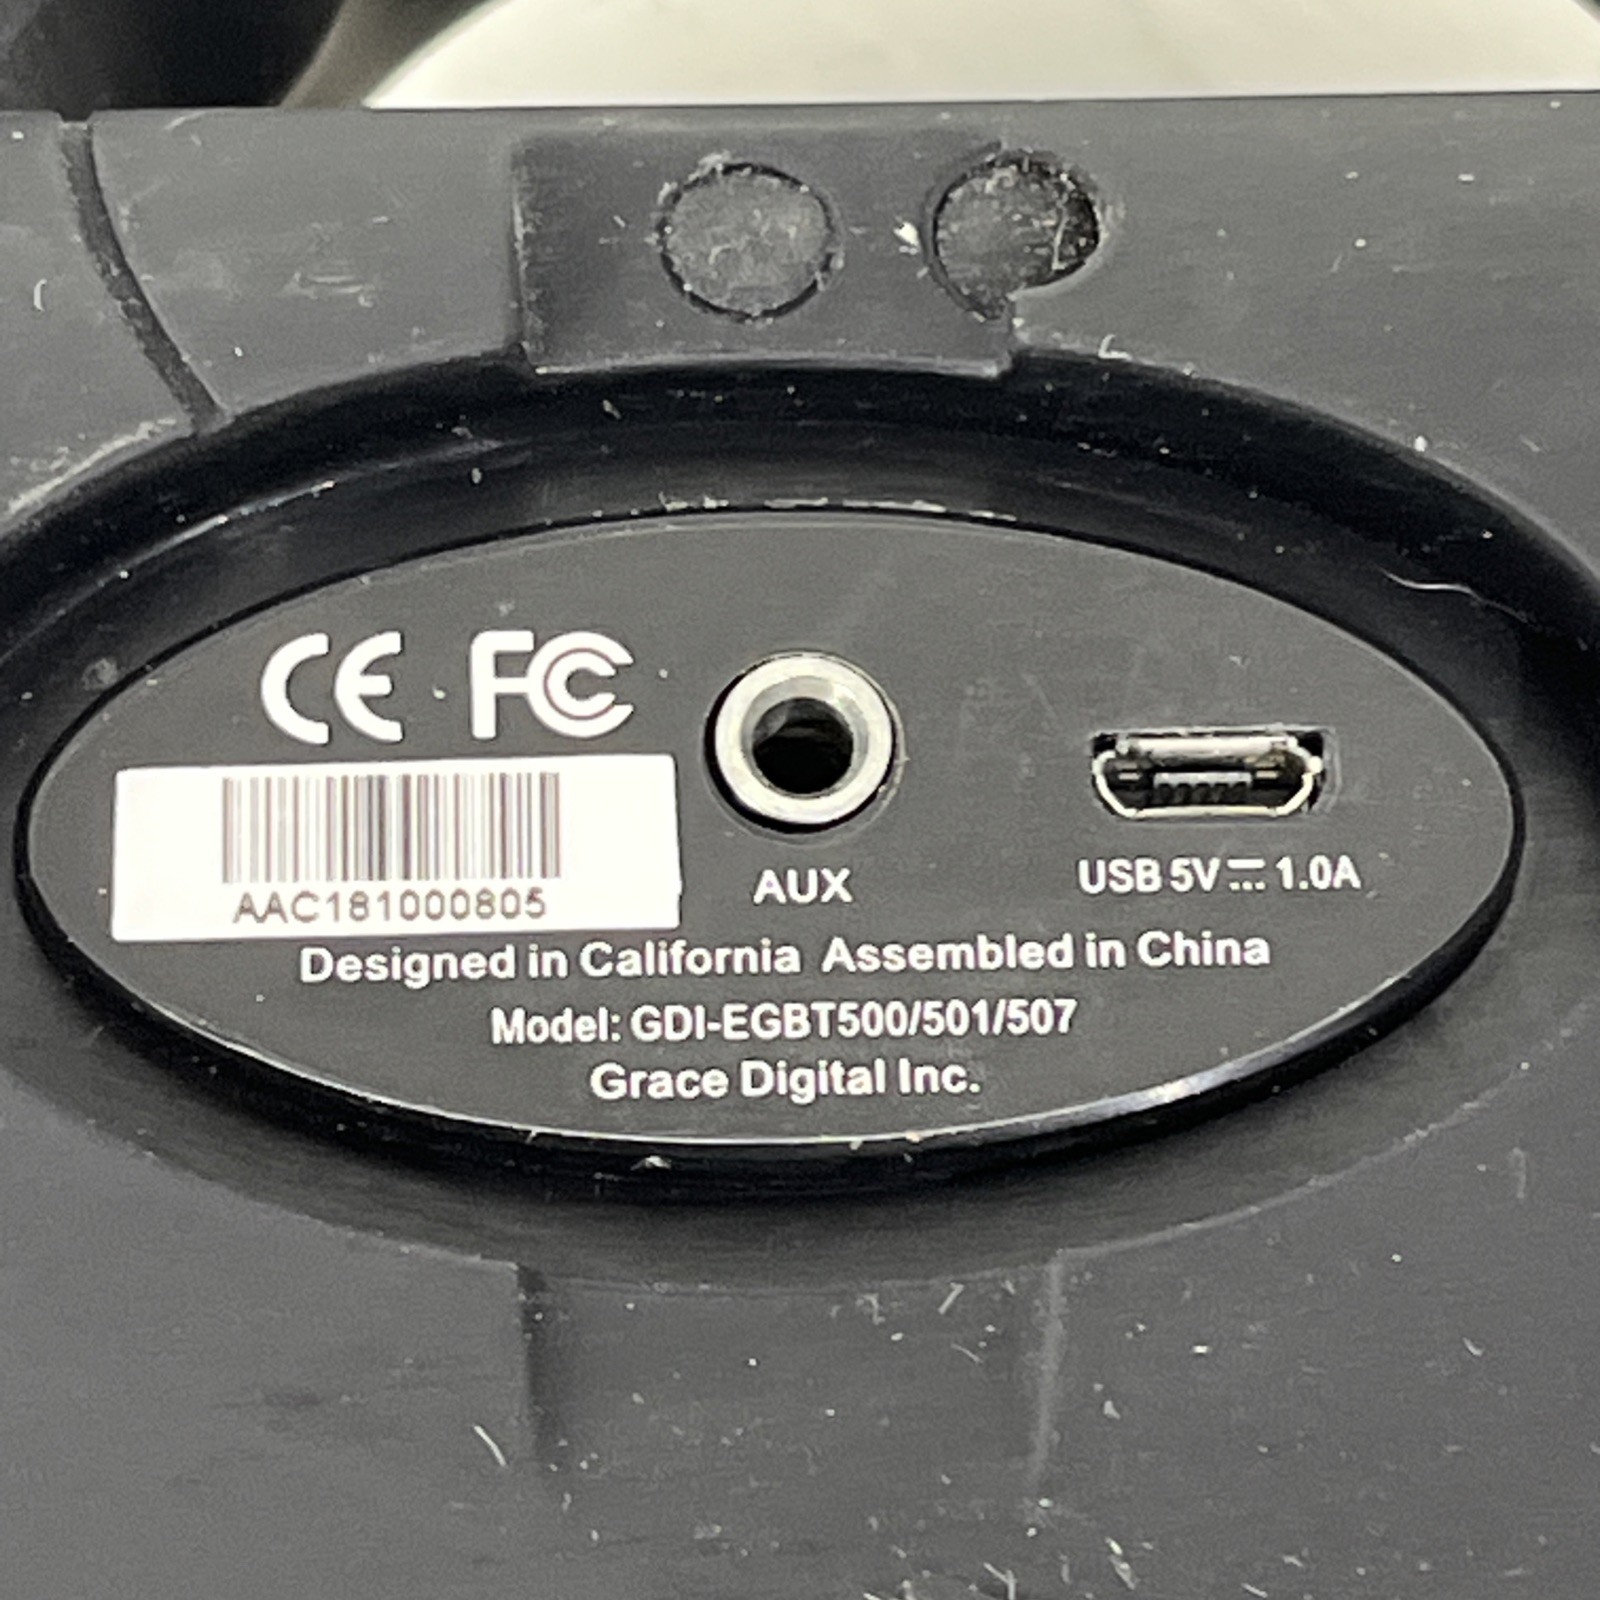 CE FC
AAC181000805
AUX
USB 5V⎓1.0A
Designed in California Assembled in China
Model: GDI-EGBT500/501/507
Grace Digital Inc.